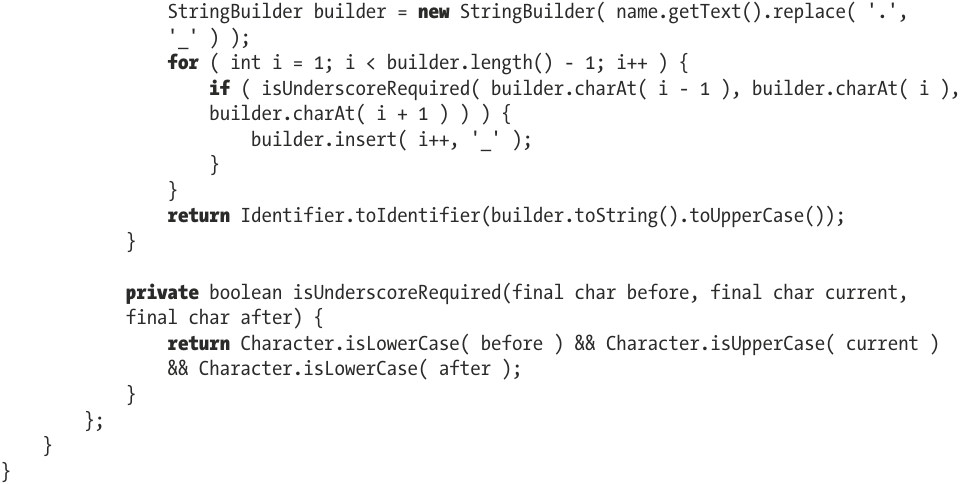 StringBuilder builder = new StringBuilder( name.getText().replace( '.',
'_' ) );
for ( int i = 1; i < builder.length() - 1; i++ ) {
if ( isUnderscoreRequired( builder.charAt( i - 1 ), builder.charAt( i ),
builder.charAt( i + 1 ) ) ) {
builder.insert( i++, '_' );
}
}
return Identifier.toIdentifier(builder.toString().toUpperCase());
}
private boolean isUnderscoreRequired(final char before, final char current,
final char after) {
return Character.isLowerCase( before ) && Character.isUpperCase( current )
&& Character.isLowerCase( after );
}
};
}
}